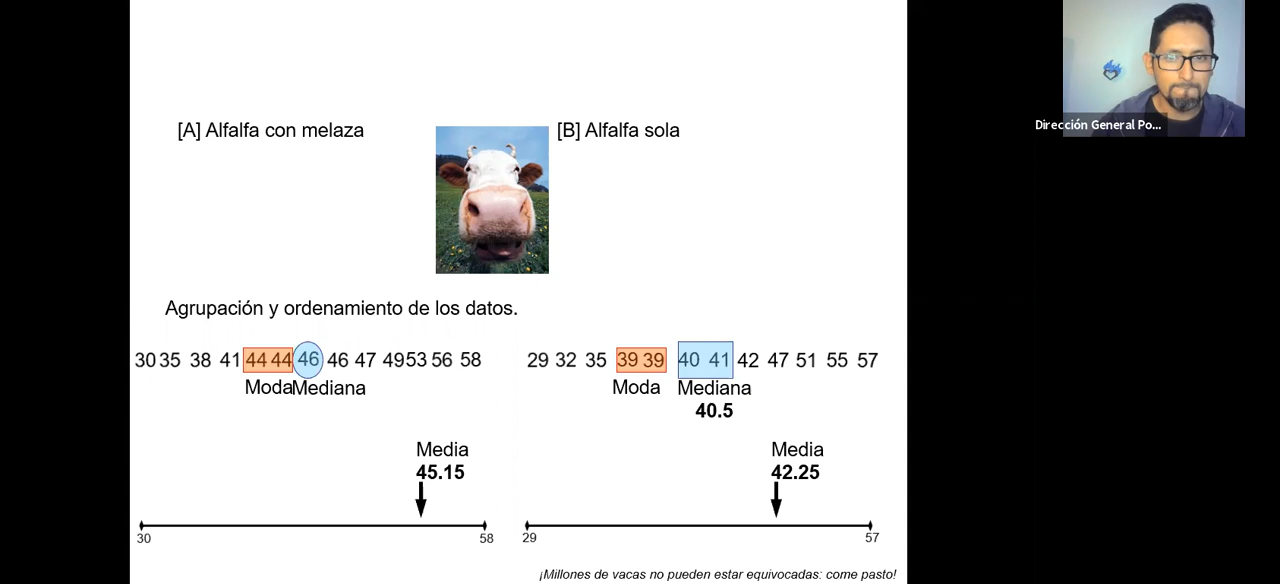 [A] Alfalfa con melaza
[B] Alfalfa sola
Dirección General Po...
Agrupación y ordenamiento de los datos.
30 35 38 41 44 44 46 46 47 49 53 56 58
Moda Mediana
29 32 35 39 39 40 41 42 47 51 55 57
Moda Mediana
40.5
Media
45.15
30 58
Media
42.25
29 57
¡Millones de vacas no pueden estar equivocadas: come pasto!